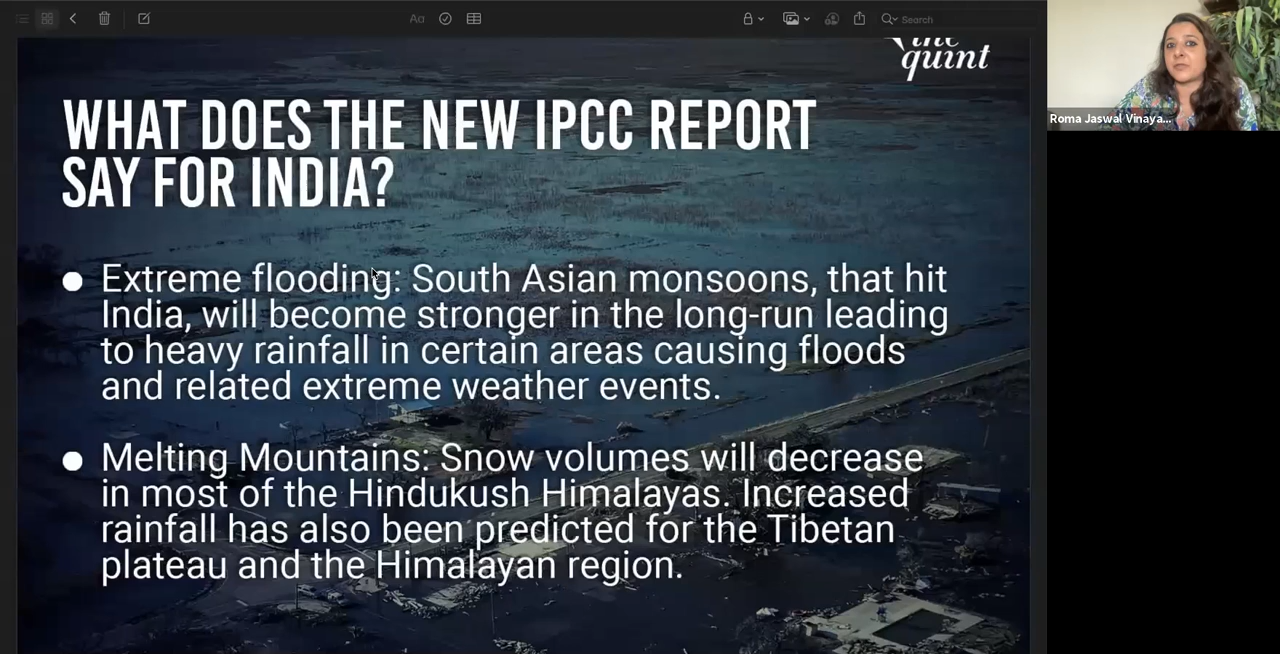 Aa
Search
the
quint
WHAT DOES THE NEW IPCC REPORT
SAY FOR INDIA?
Roma Jaswal Vinaya...
Extreme flooding: South Asian monsoons, that hit
India, will become stronger in the long-run leading
to heavy rainfall in certain areas causing floods
and related extreme weather events.
Melting Mountains: Snow volumes will decrease
in most of the Hindukush Himalayas. Increased
rainfall has also been predicted for the Tibetan
plateau and the Himalayan region.